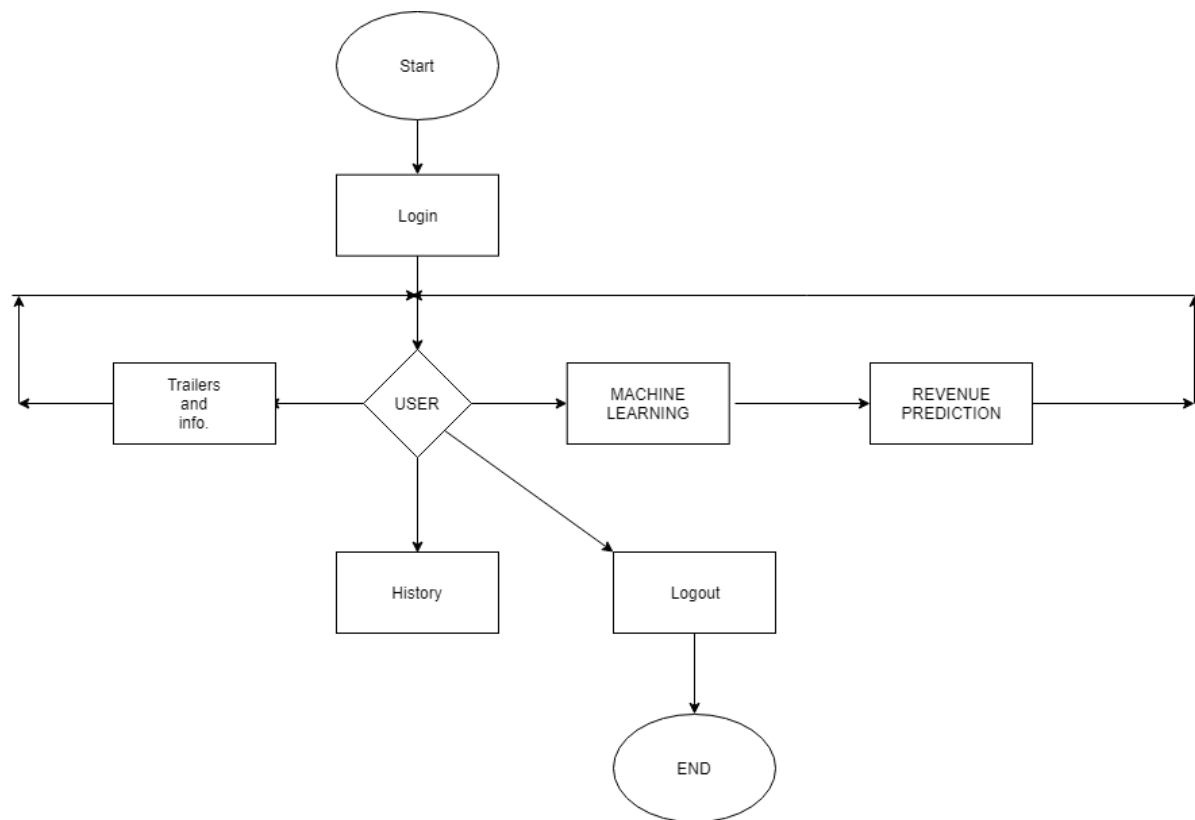 Start
Login
Trailers
and
info.
USER
MACHINE
LEARNING
REVENUE
PREDICTION
History
Logout
END